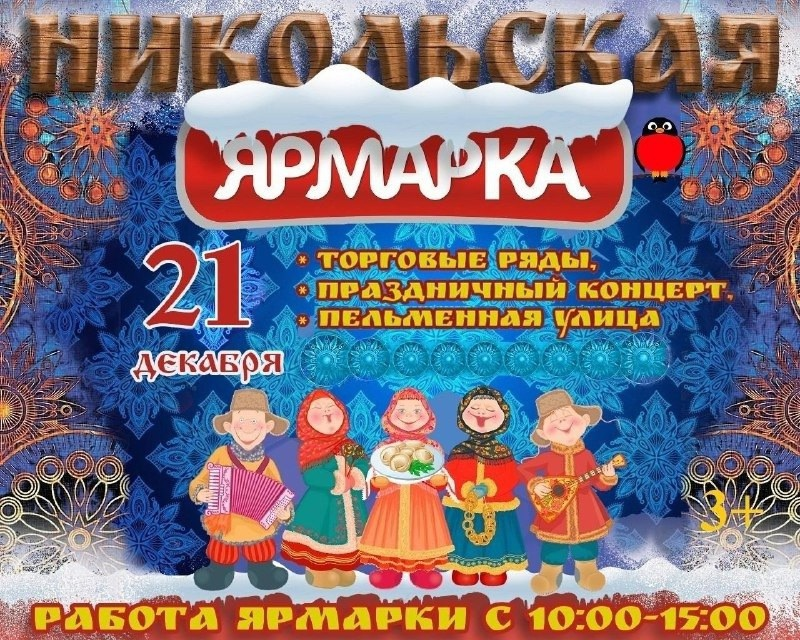 НИКОЛЬСКАЯ
ЯРМАРКА
21
декабря
* ТОРГОВЫЕ РЯДЫ,
* ПРАЗДНИЧНЫЙ КОНЦЕРТ,
* ПЕЛЬМЕННАЯ УЛИЦА
3+
РАБОТА ЯРМАРКИ С 10:00-15:00